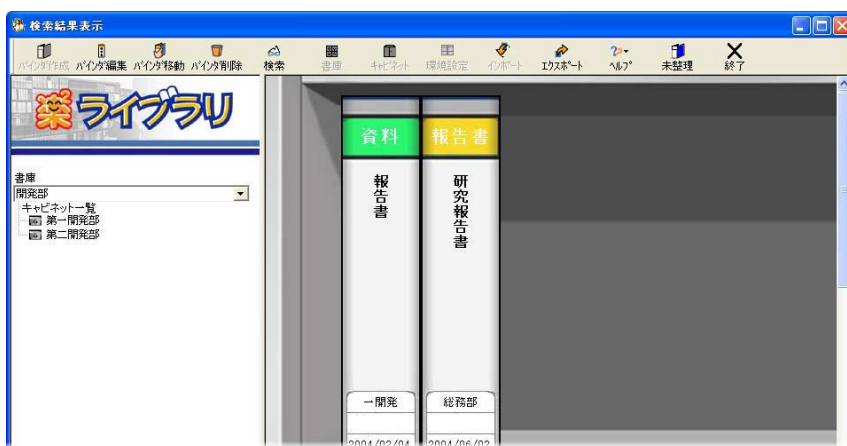 検索結果表示
バインダ作成 バインダ編集 バインダ移動 バインダ削除 検索 書庫 キャビネット 環境設定 インポート エクスポート ヘルプ 未整理 終了
楽ライブラリ
書庫
開発部
キャビネット一覧
第一開発部
第二開発部
資料
報告書
一開発
2004/02/04
報告書
研究報告書
総務部
2004/06/02